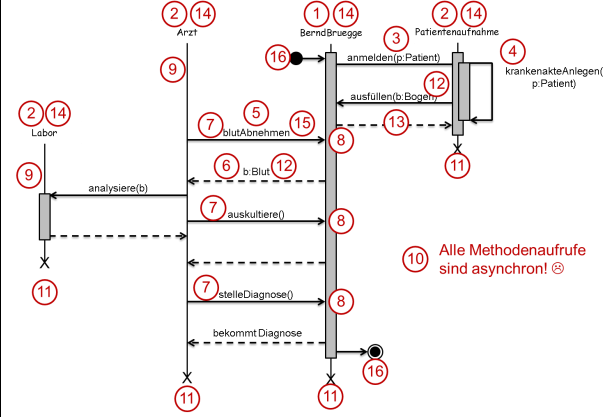 2 14 1 14 2 14
Arzt BerndBruegge Patientenaufnahme
3 4
16 anmelden(p:Patient) krankenakteAnlegen(
9 p:Patient)
12
ausfüllen(b:Bogen)
2 14 5
7 blutAbnehmen 15 13
Labor 8
6 b:Blut 12 11
9
analysiere(b)
7 auskultiere() 8
Alle Methodenaufrufe
10 sind asynchron! ☹
11
7 stelleDiagnose() 8
bekommt Diagnose
16
X X
11 11